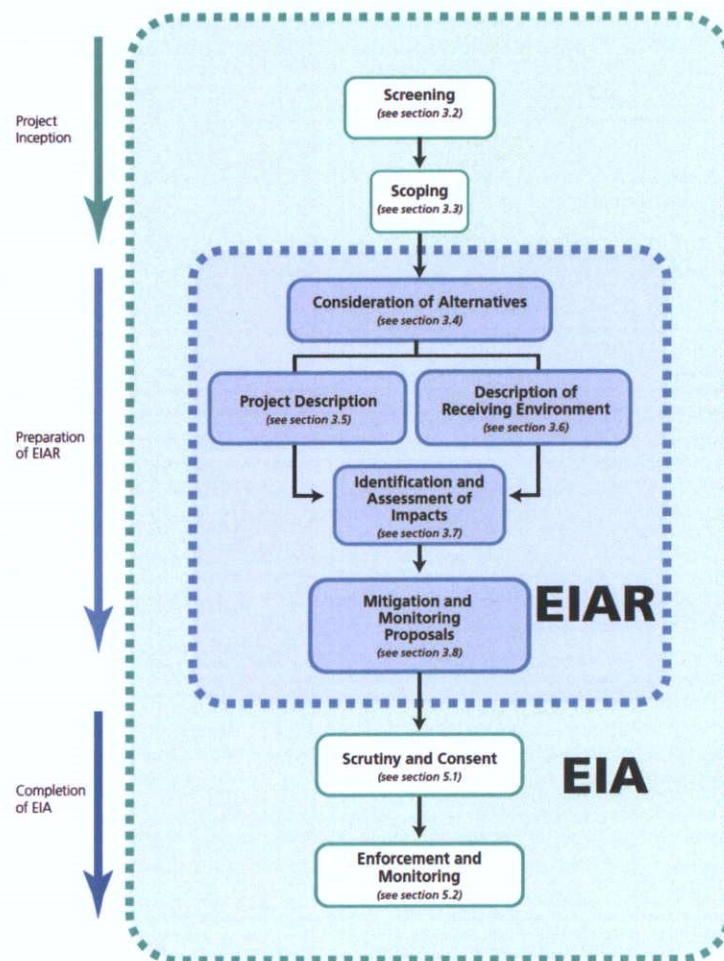 Project
Inception
Screening
(see section 3.2)
Scoping
(see section 3.3)
Preparation
of EIAR
Consideration of Alternatives
(see section 3.4)
Project Description
(see section 3.5)
Description of
Receiving Environment
(see section 3.6)
Identification and
Assessment of
Impacts
(see section 3.7)
Mitigation and
Monitoring
Proposals
(see section 3.8)
EIAR
Completion
of EIA
Scrutiny and Consent
(see section 5.1)
EIA
Enforcement and
Monitoring
(see section 5.2)